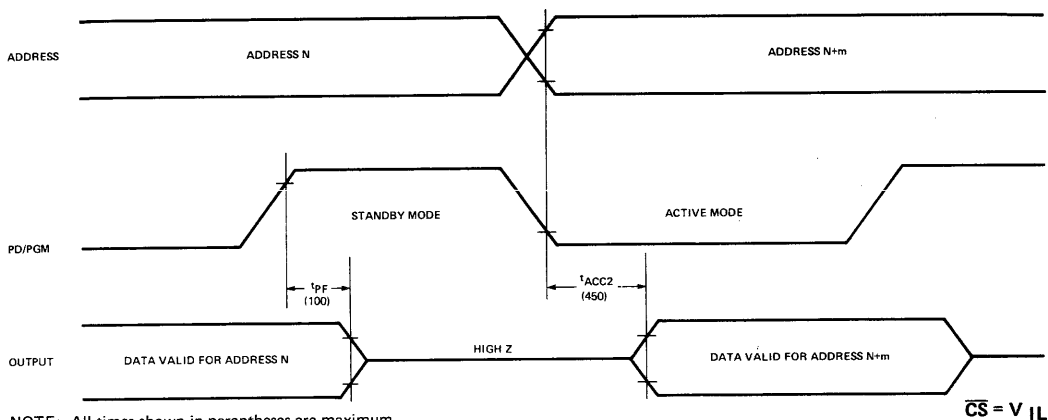 ADDRESS
ADDRESS N
ADDRESS N+m
PD/PGM
STANDBY MODE
ACTIVE MODE
tPF
(100)
tACC2
(450)
OUTPUT
DATA VALID FOR ADDRESS N
HIGH Z
DATA VALID FOR ADDRESS N+m
NOTE: All times shown in parentheses are maximum
CS = V IL